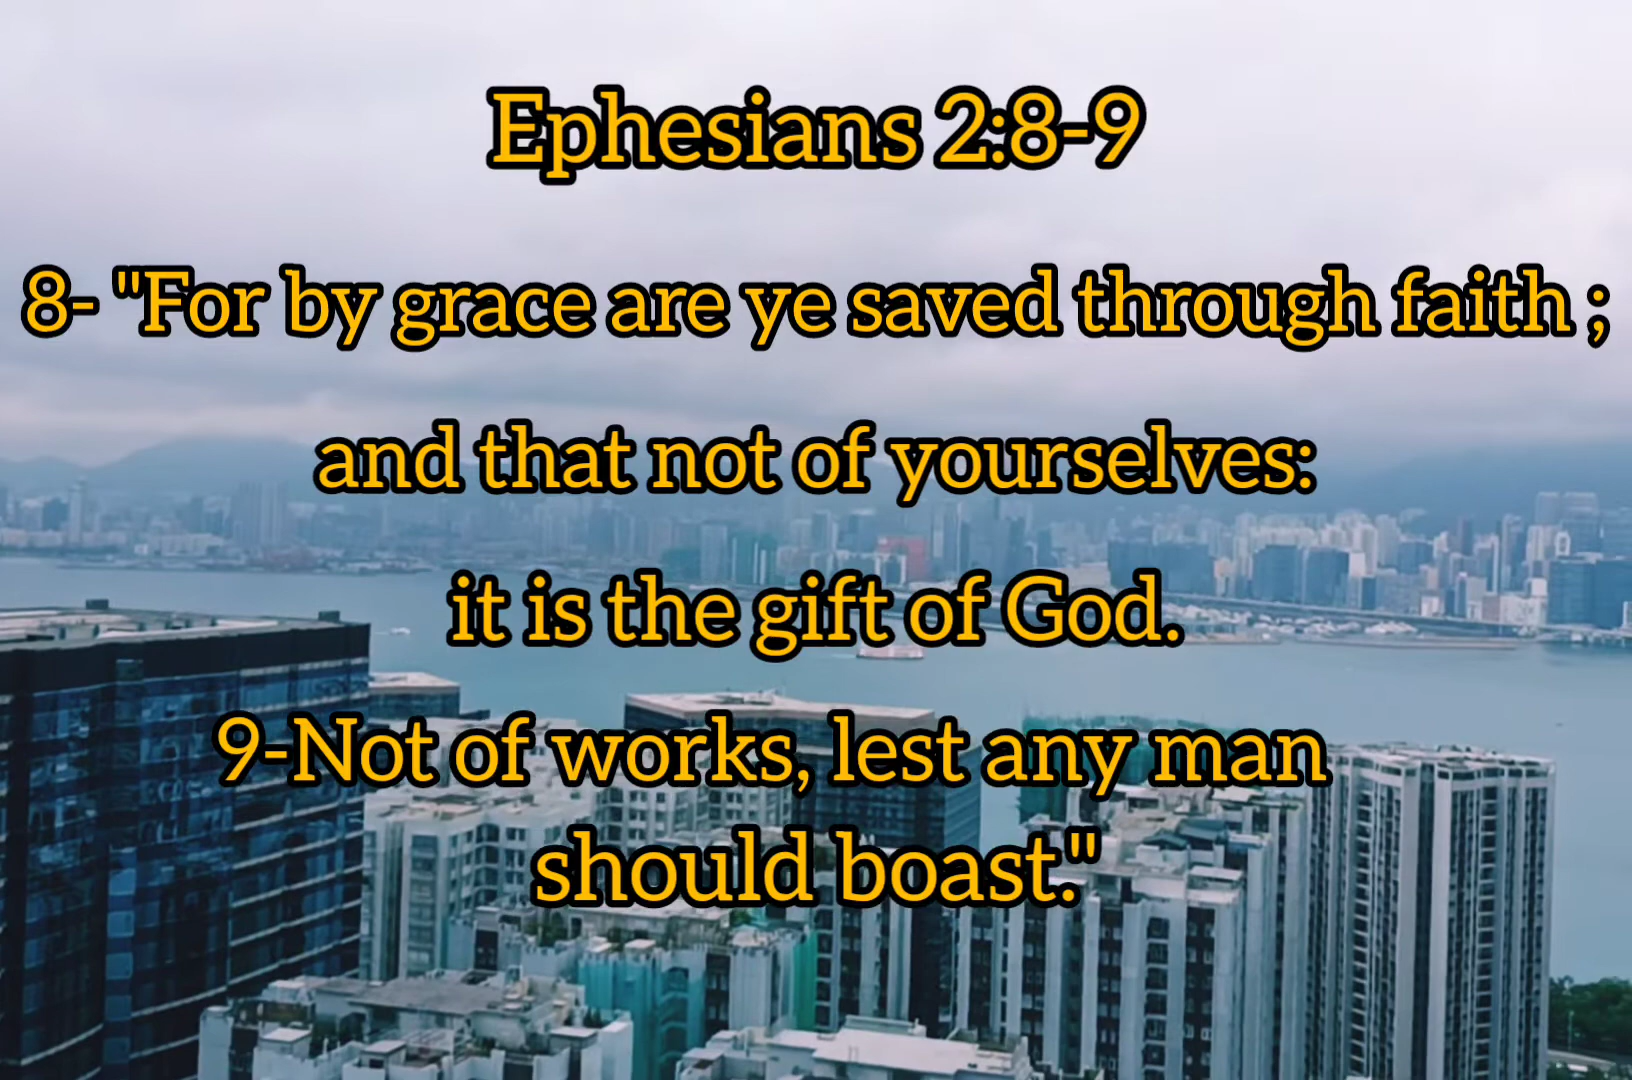 Ephesians 2:8-9
8- "For by grace are ye saved through faith ;
and that not of yourselves:
it is the gift of God.
9-Not of works, lest any man
should boast."